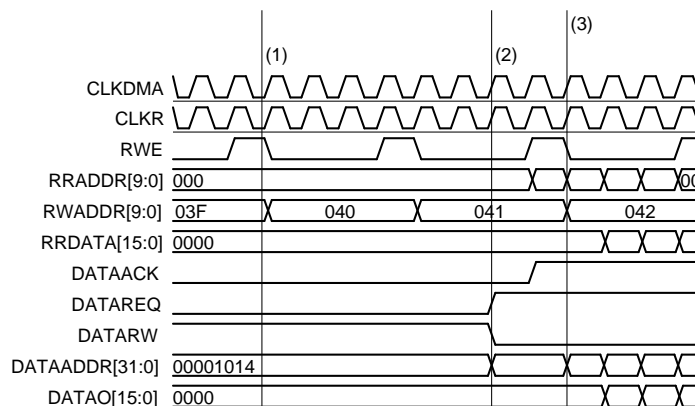 (3)
(1) (2)
CLKDMA
CLKR
RWE
RRADDR[9:0] 000 00
RWADDR[9:0] 03F 040 041 042
RRDATA[15:0] 0000
DATAACK
DATAREQ
DATARW
DATAADDR[31:0] 00001014
DATAO[15:0] 0000